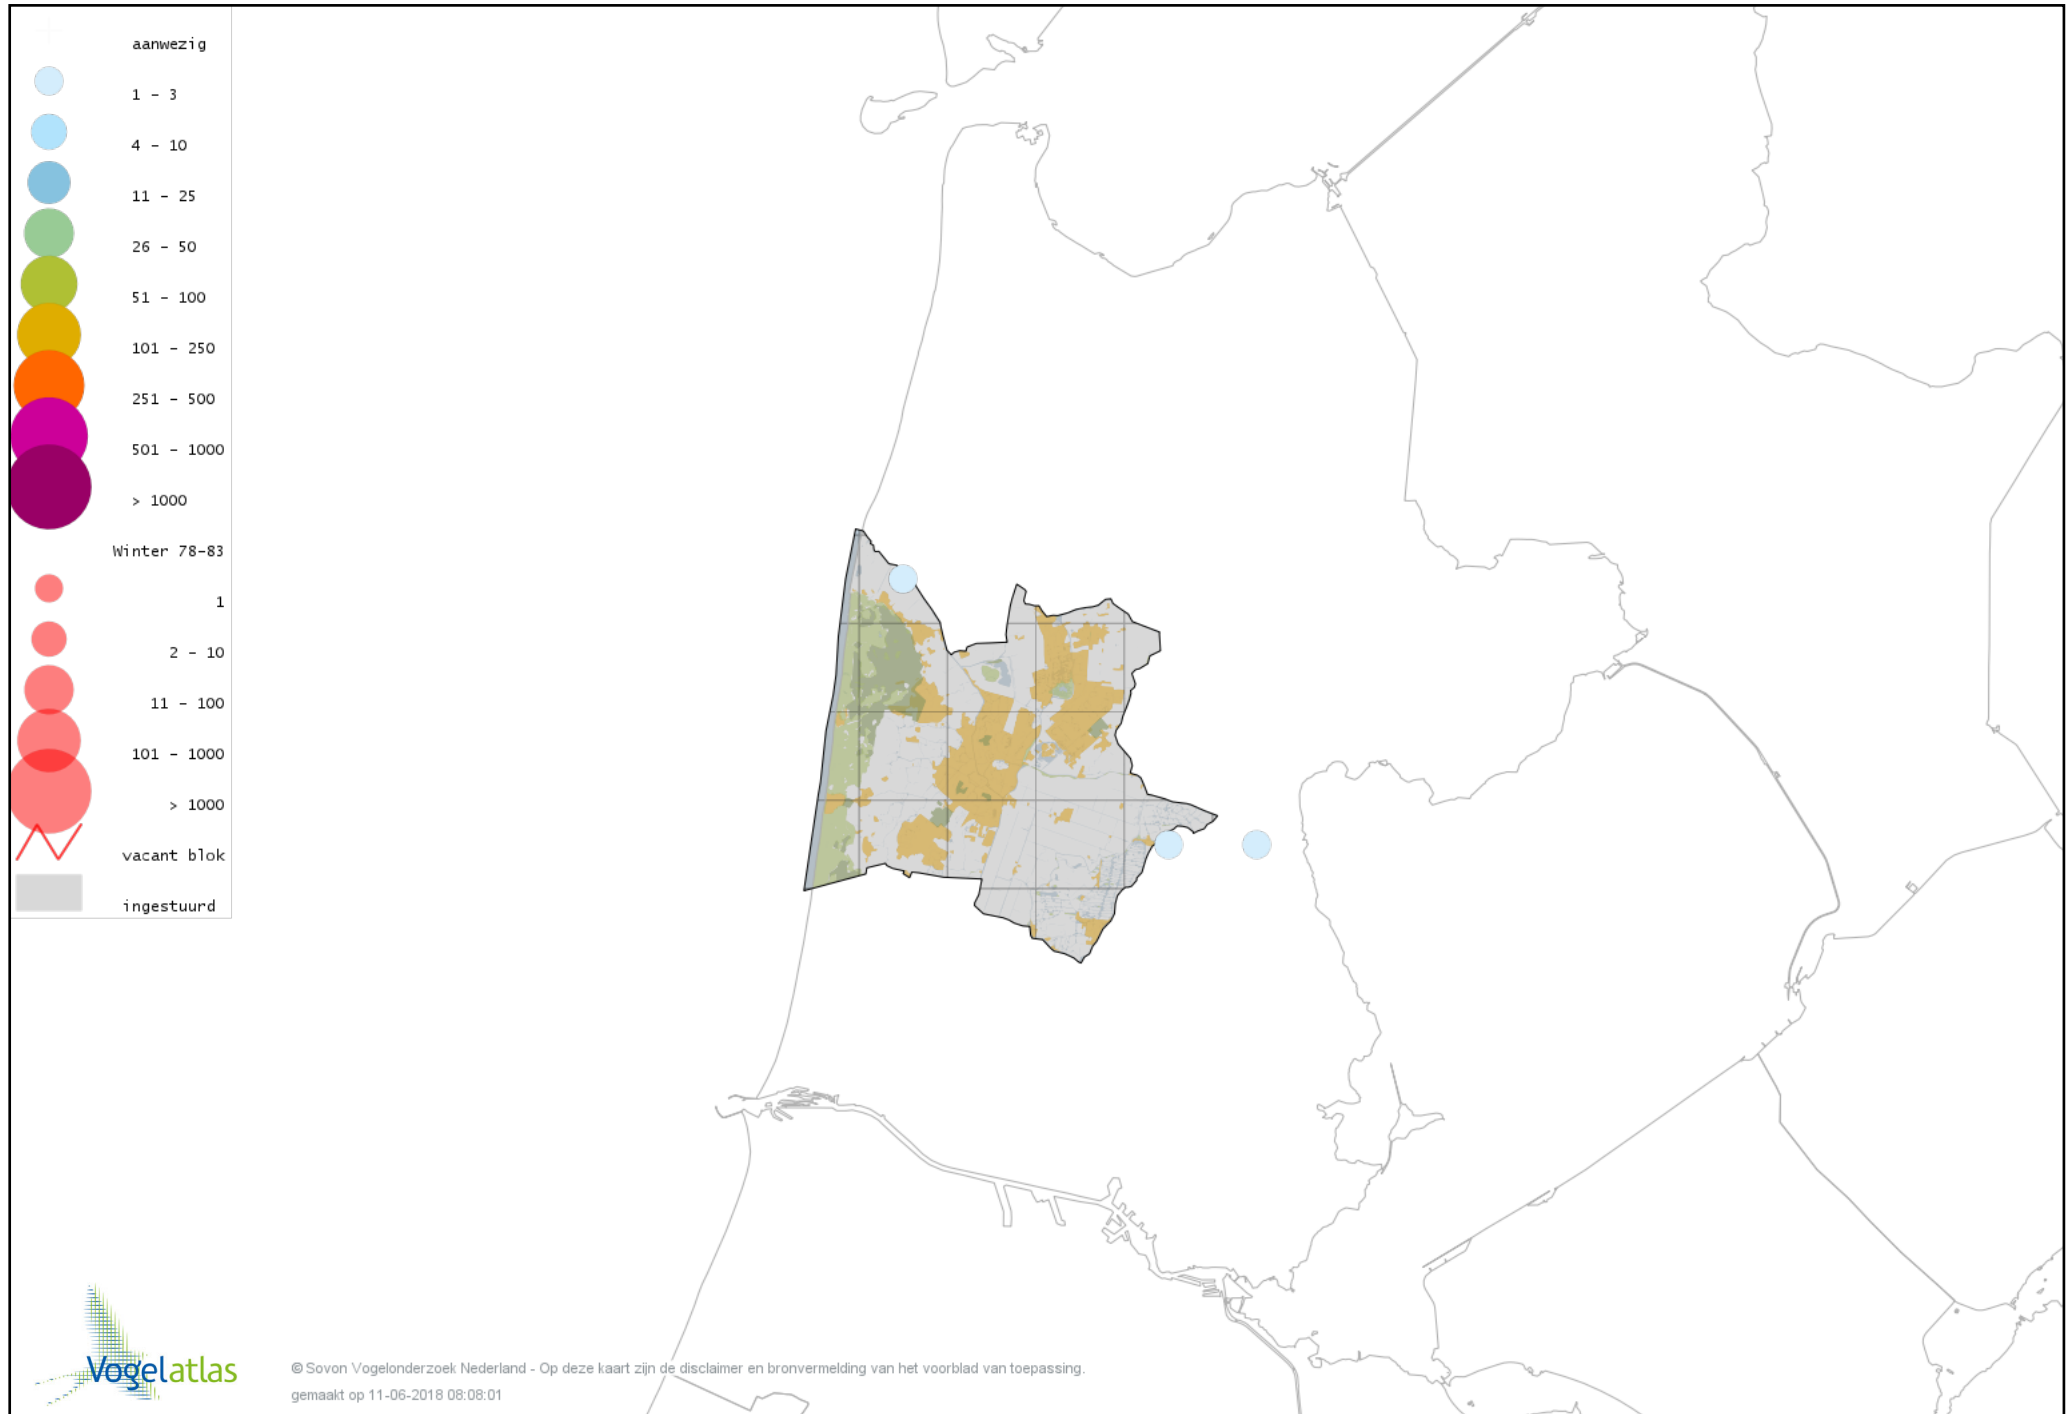 aanwezig
1 - 3
4 - 10
11 - 25
26 - 50
51 - 100
101 - 250
251 - 500
501 - 1000
> 1000
Winter 78-83
1
2 - 10
11 - 100
101 - 1000
> 1000
vacant blok
ingestuurd
Vogelatlas
© Sovon Vogelonderzoek Nederland - Op deze kaart zijn de disclaimer en bronvermelding van het voorblad van toepassing.
gemaakt op 11-06-2018 08:08:01